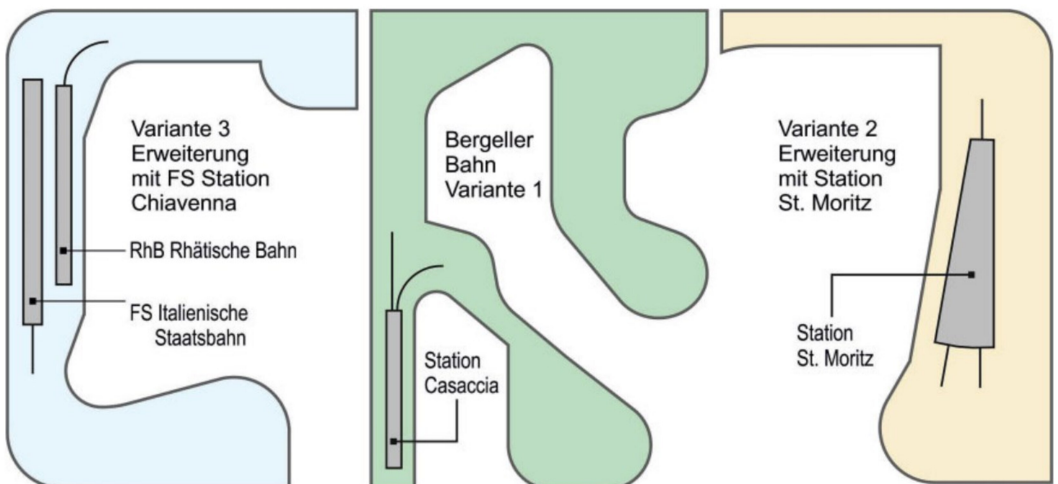 Variante 3
Erweiterung
mit FS Station
Chiavenna
RhB Rhätische Bahn
FS Italienische
Staatsbahn
Bergeller
Bahn
Variante 1
Station
Casaccia
Variante 2
Erweiterung
mit Station
St. Moritz
Station
St. Moritz